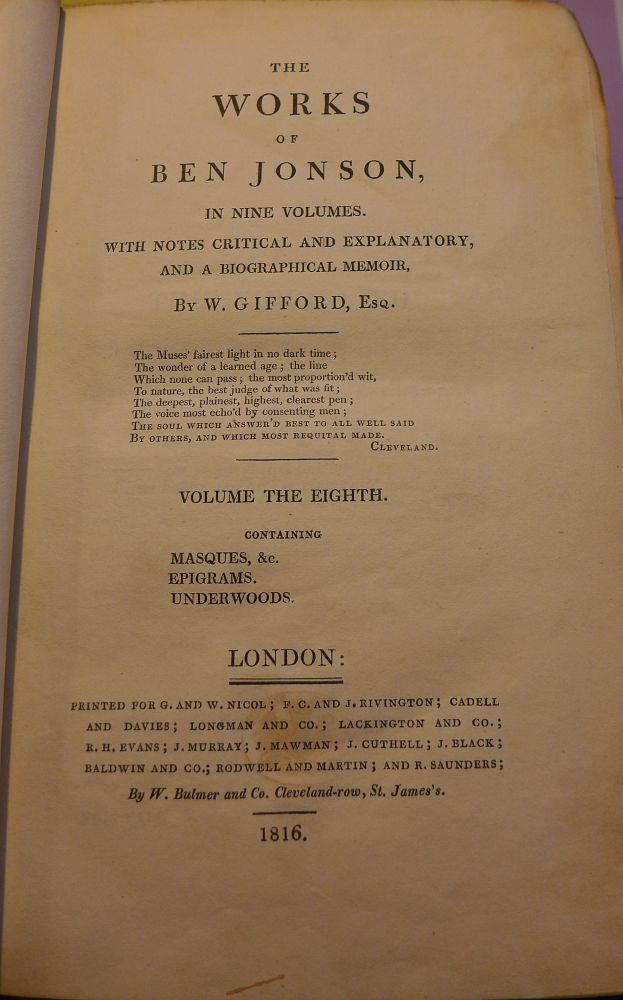 THE
WORKS
OF
BEN JONSON,
IN NINE VOLUMES.
WITH NOTES CRITICAL AND EXPLANATORY,
AND A BIOGRAPHICAL MEMOIR,
By W. GIFFORD, Esq.
The Muses' fairest light in no dark time;
The wonder of a learned age; the line
Which none can pass; the most proportion'd wit,
To nature, the best judge of what was fit;
The deepest, plainest, highest, clearest pen;
The voice most echo'd by consenting men;
The soul which answer'd best to all well said
By others, and which most requital made.
Cleveland.
VOLUME THE EIGHTH.
CONTAINING
MASQUES, &c.
EPIGRAMS.
UNDERWOODS.
LONDON:
PRINTED FOR G. AND W. NICOL; F. C. AND J. RIVINGTON; CADELL
AND DAVIES; LONGMAN AND CO.; LACKINGTON AND CO.;
R. H. EVANS; J. MURRAY; J. MAWMAN; J. CUTHELL; J. BLACK;
BALDWIN AND CO.; RODWELL AND MARTIN; AND R. SAUNDERS;
By W. Bulmer and Co. Cleveland-row, St. James's.
1816.